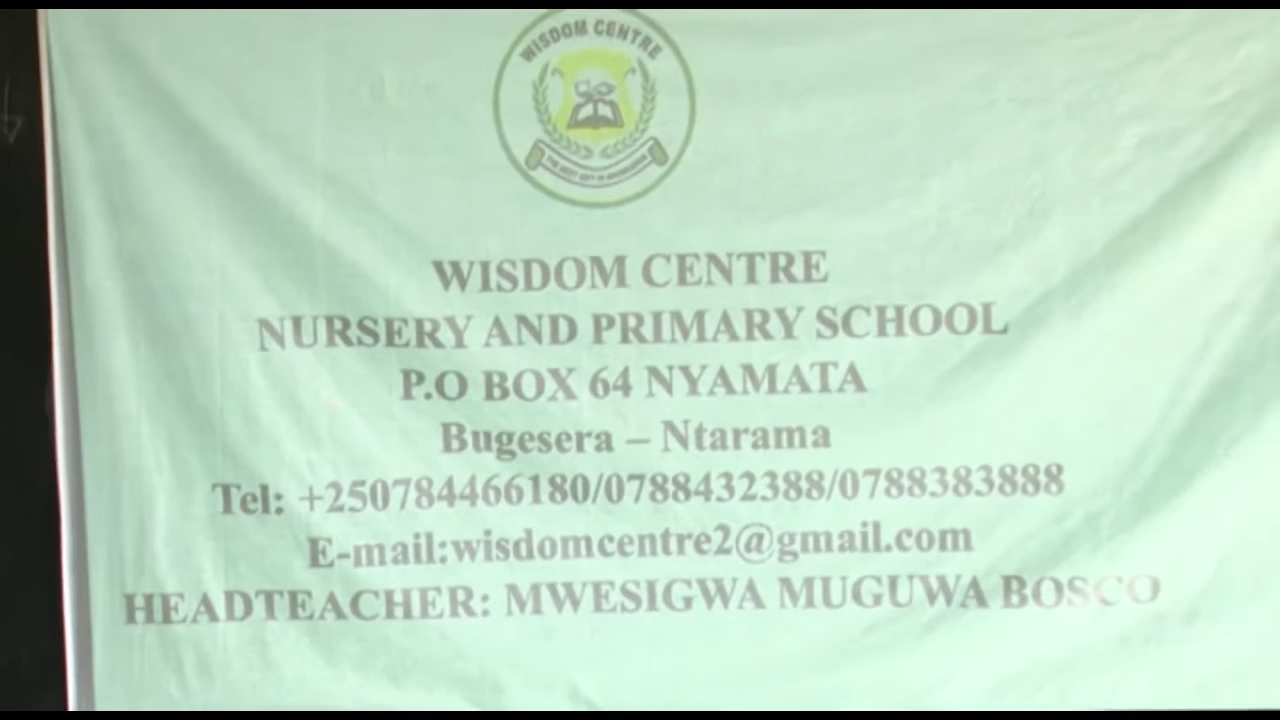 WISDOM CENTRE
WISDOM CENTRE
NURSERY AND PRIMARY SCHOOL
P.O BOX 64 NYAMATA
Bugesera – Ntarama
Tel: +250784466180/0788432388/0788383888
E-mail:wisdomcentre2@gmail.com
HEADTEACHER: MWESIGWA MUGUWA BOSCO